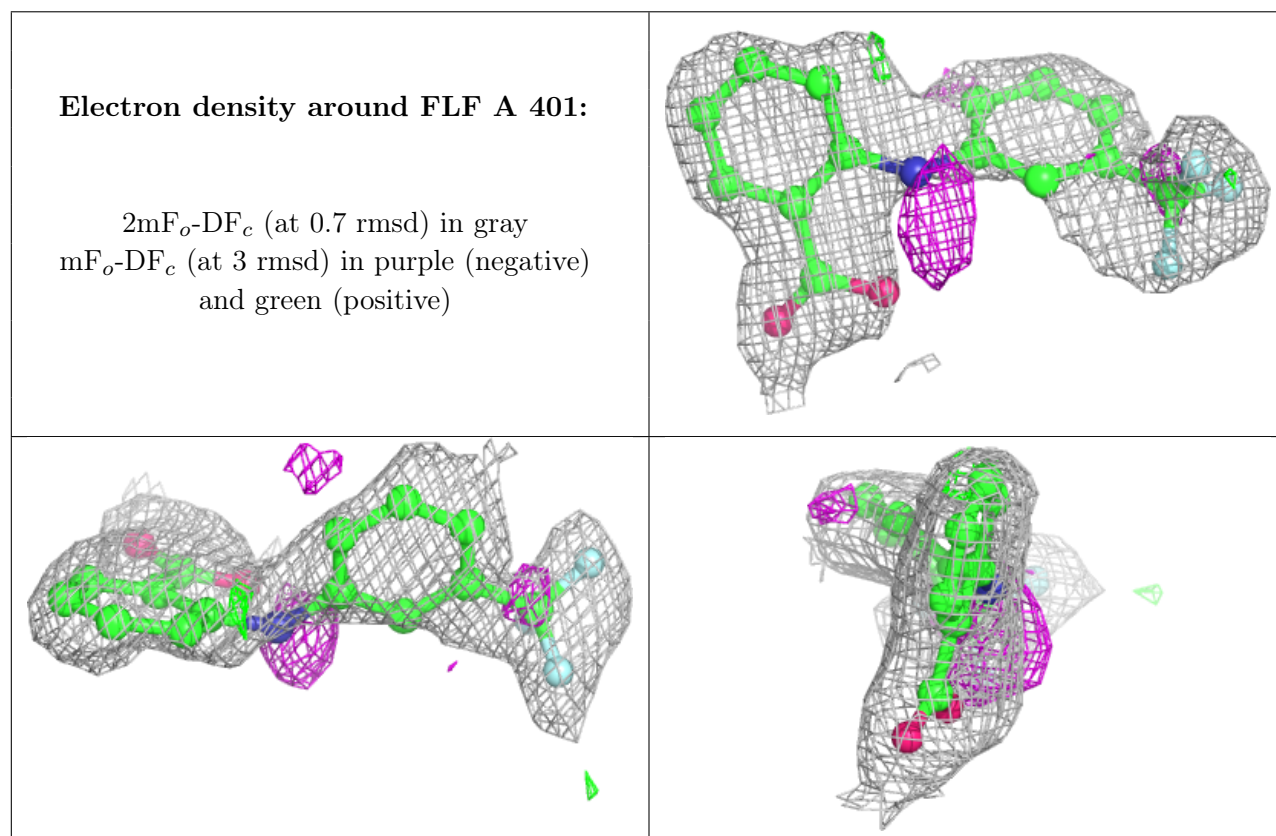 Electron density around FLF A 401:
2mFo-DFc (at 0.7 rmsd) in gray
mFo-DFc (at 3 rmsd) in purple (negative)
and green (positive)